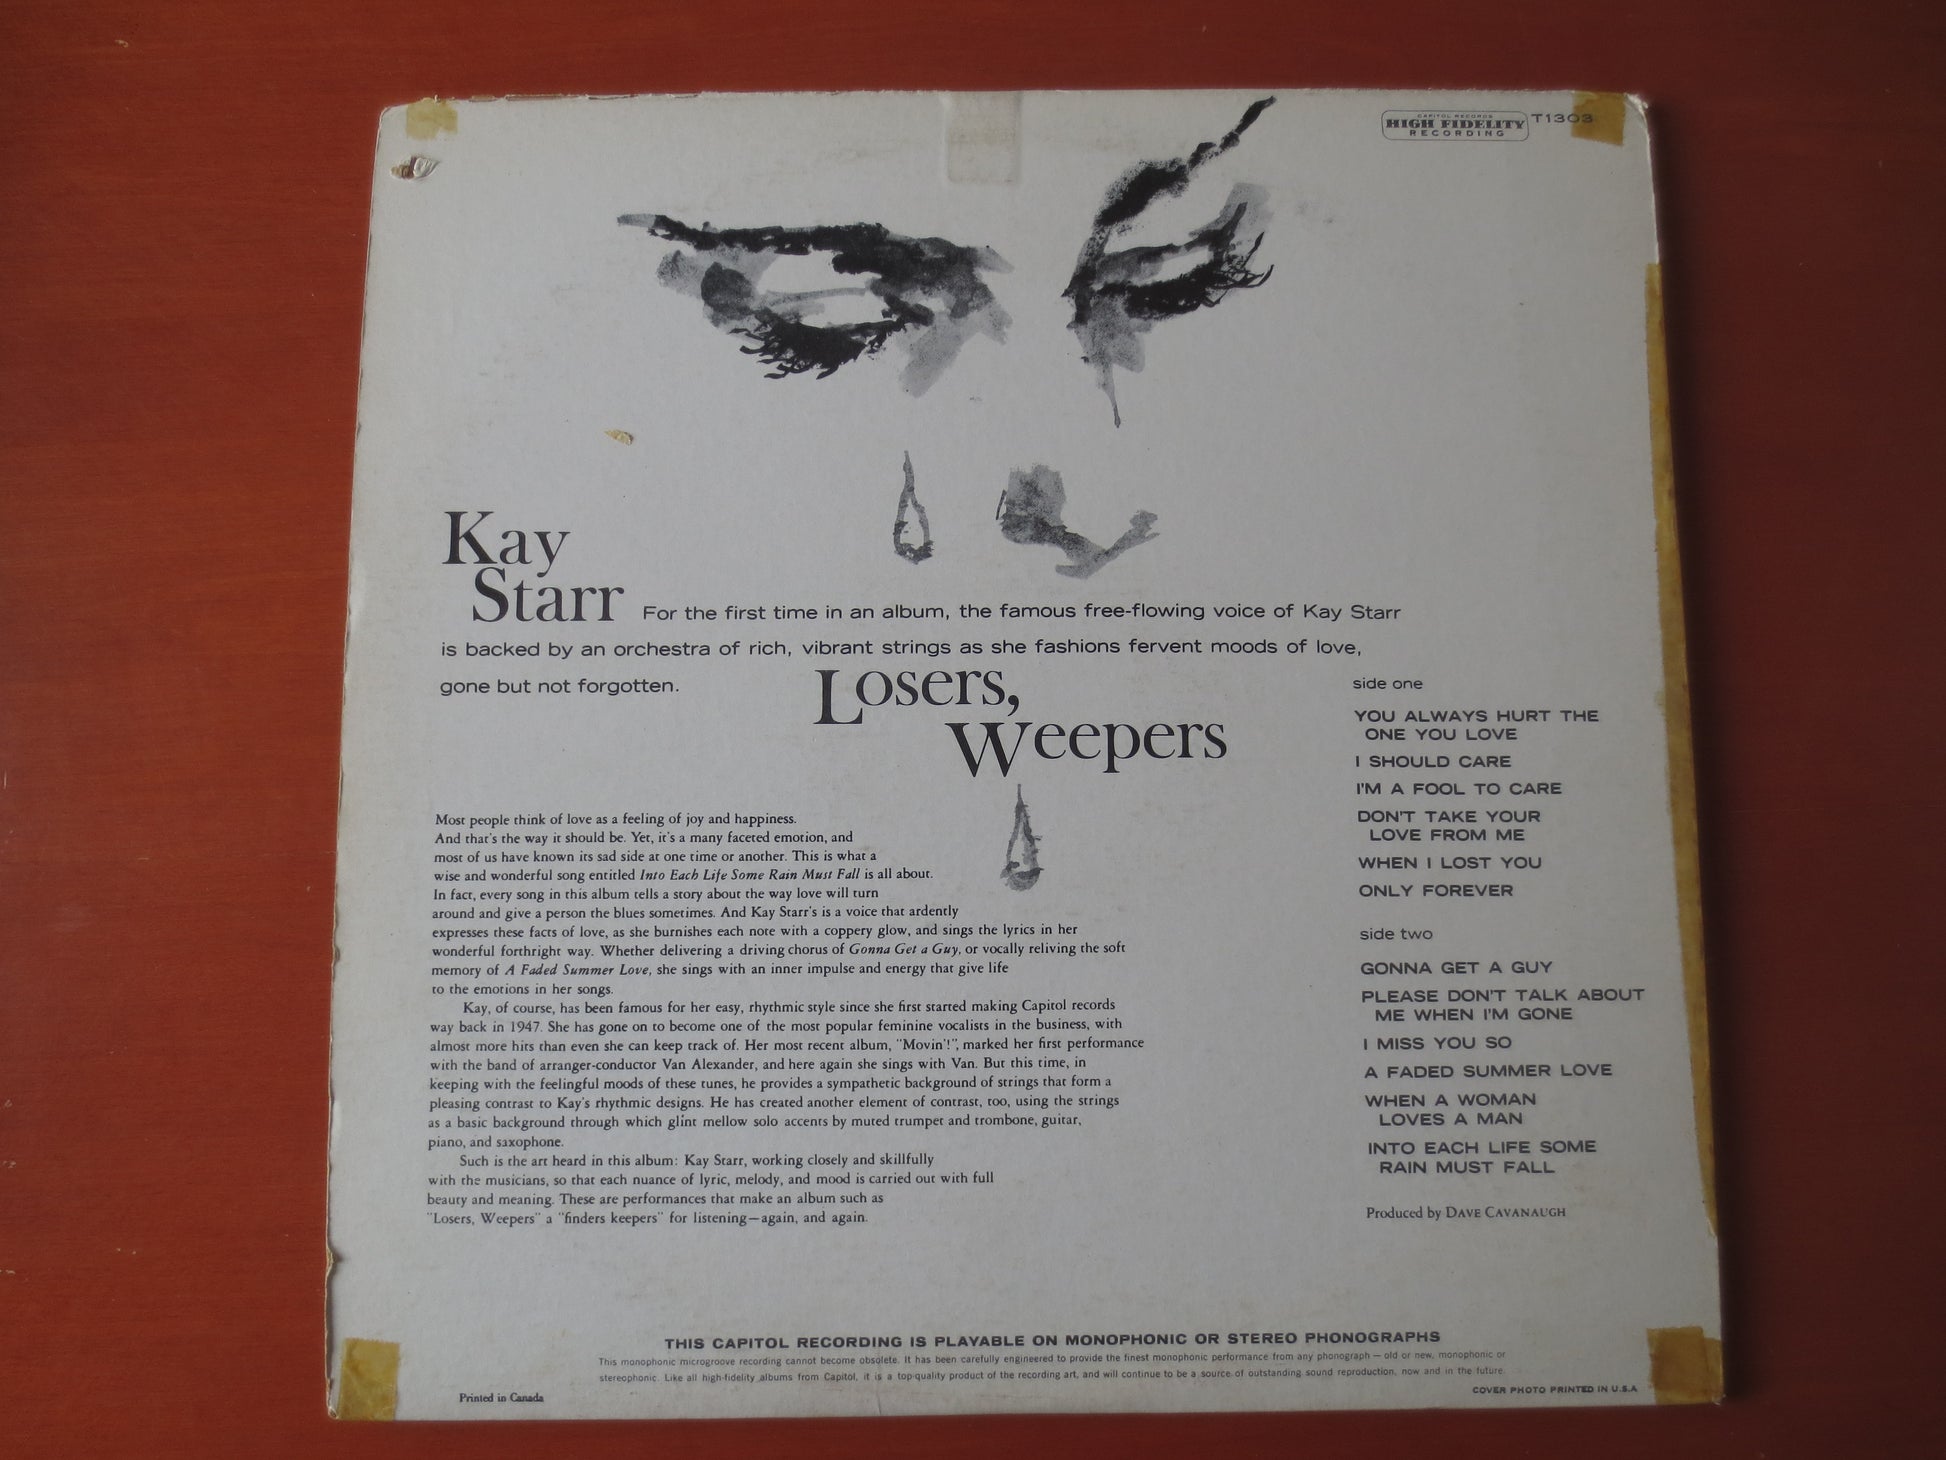 CAPITOL RECORDS
HIGH FIDELITY
RECORDING
T1303
Kay
Starr
For the first time in an album, the famous free-flowing voice of Kay Starr
is backed by an orchestra of rich, vibrant strings as she fashions fervent moods of love,
gone but not forgotten.
Losers,
Weepers
Most people think of love as a feeling of joy and happiness.
And that's the way it should be. Yet, it's a many faceted emotion, and
most of us have known its sad side at one time or another. This is what a
wise and wonderful song entitled Into Each Life Some Rain Must Fall is all about.
In fact, every song in this album tells a story about the way love will turn
around and give a person the blues sometimes. And Kay Starr's is a voice that ardently
expresses these facts of love, as she burnishes each note with a coppery glow, and sings the lyrics in her
wonderful forthright way. Whether delivering a driving chorus of Gonna Get a Guy, or vocally reliving the soft
memory of A Faded Summer Love, she sings with an inner impulse and energy that give life
to the emotions in her songs.
Kay, of course, has been famous for her easy, rhythmic style since she first started making Capitol records
way back in 1947. She has gone on to become one of the most popular feminine vocalists in the business, with
almost more hits than even she can keep track of. Her most recent album, "Movin'!", marked her first performance
with the band of arranger-conductor Van Alexander, and here again she sings with Van. But this time, in
keeping with the feelingful moods of these tunes, he provides a sympathetic background of strings that form a
pleasing contrast to Kay's rhythmic designs. He has created another element of contrast, too, using the strings
as a basic background through which glint mellow solo accents by muted trumpet and trombone, guitar,
piano, and saxophone.
Such is the art heard in this album: Kay Starr, working closely and skillfully
with the musicians, so that each nuance of lyric, melody, and mood is carried out with full
beauty and meaning. These are performances that make an album such as
"Losers, Weepers" a "finders keepers" for listening—again, and again.
side one
YOU ALWAYS HURT THE
ONE YOU LOVE
I SHOULD CARE
I'M A FOOL TO CARE
DON'T TAKE YOUR
LOVE FROM ME
WHEN I LOST YOU
ONLY FOREVER
side two
GONNA GET A GUY
PLEASE DON'T TALK ABOUT
ME WHEN I'M GONE
I MISS YOU SO
A FADED SUMMER LOVE
WHEN A WOMAN
LOVES A MAN
INTO EACH LIFE SOME
RAIN MUST FALL
Produced by DAVE CAVANAUGH
THIS CAPITOL RECORDING IS PLAYABLE ON MONOPHONIC OR STEREO PHONOGRAPHS
This monophonic microgroove recording cannot become obsolete. It has been carefully engineered to provide the finest monophonic performance from any phonograph — old or new, monophonic or
stereophonic. Like all high-fidelity albums from Capitol, it is a top-quality product of the recording art, and will continue to be a source of outstanding sound reproduction, now and in the future.
Printed in Canada
COVER PHOTO PRINTED IN U.S.A